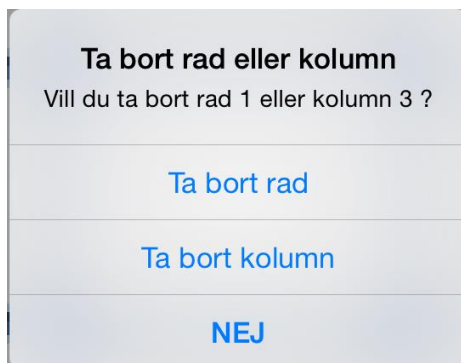 Ta bort rad eller kolumn
Vill du ta bort rad 1 eller kolumn 3 ?
Ta bort rad
Ta bort kolumn
NEJ